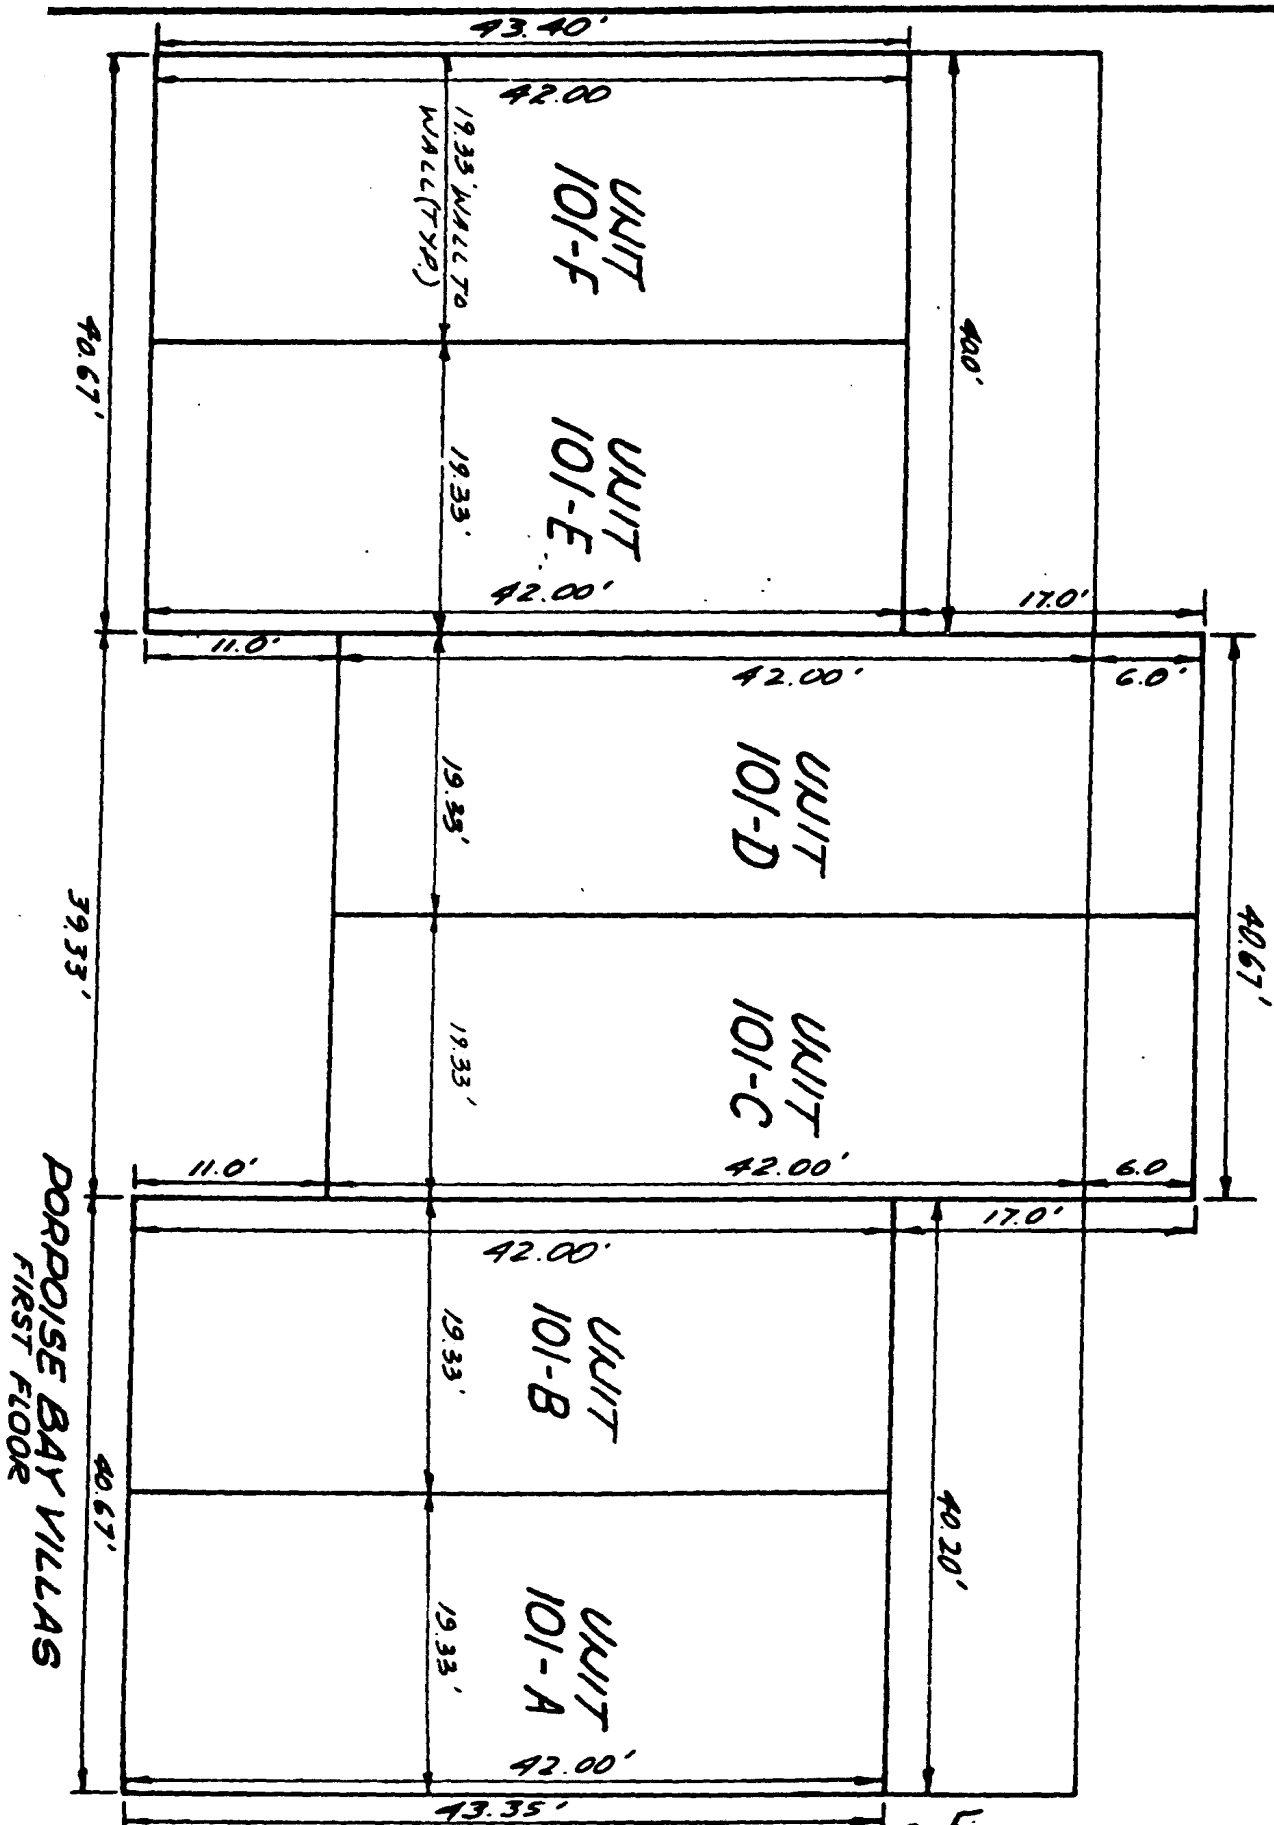 43.40'
42.00
19.33' WALL TO
WALL (TYP.)
UNIT
101-F
40.67'
400'
UNIT
101-E
19.33'
42.00'
17.0'
11.0'
42.00'
6.0'
UNIT
101-D
19.33'
40.67'
39.33'
UNIT
101-C
19.33'
11.0'
42.00'
6.0
42.00'
17.0'
UNIT
101-B
19.33'
40.67'
40.20'
UNIT
101-A
19.33'
42.00'
43.35'
PORPOISE BAY VILLAS
FIRST FLOOR